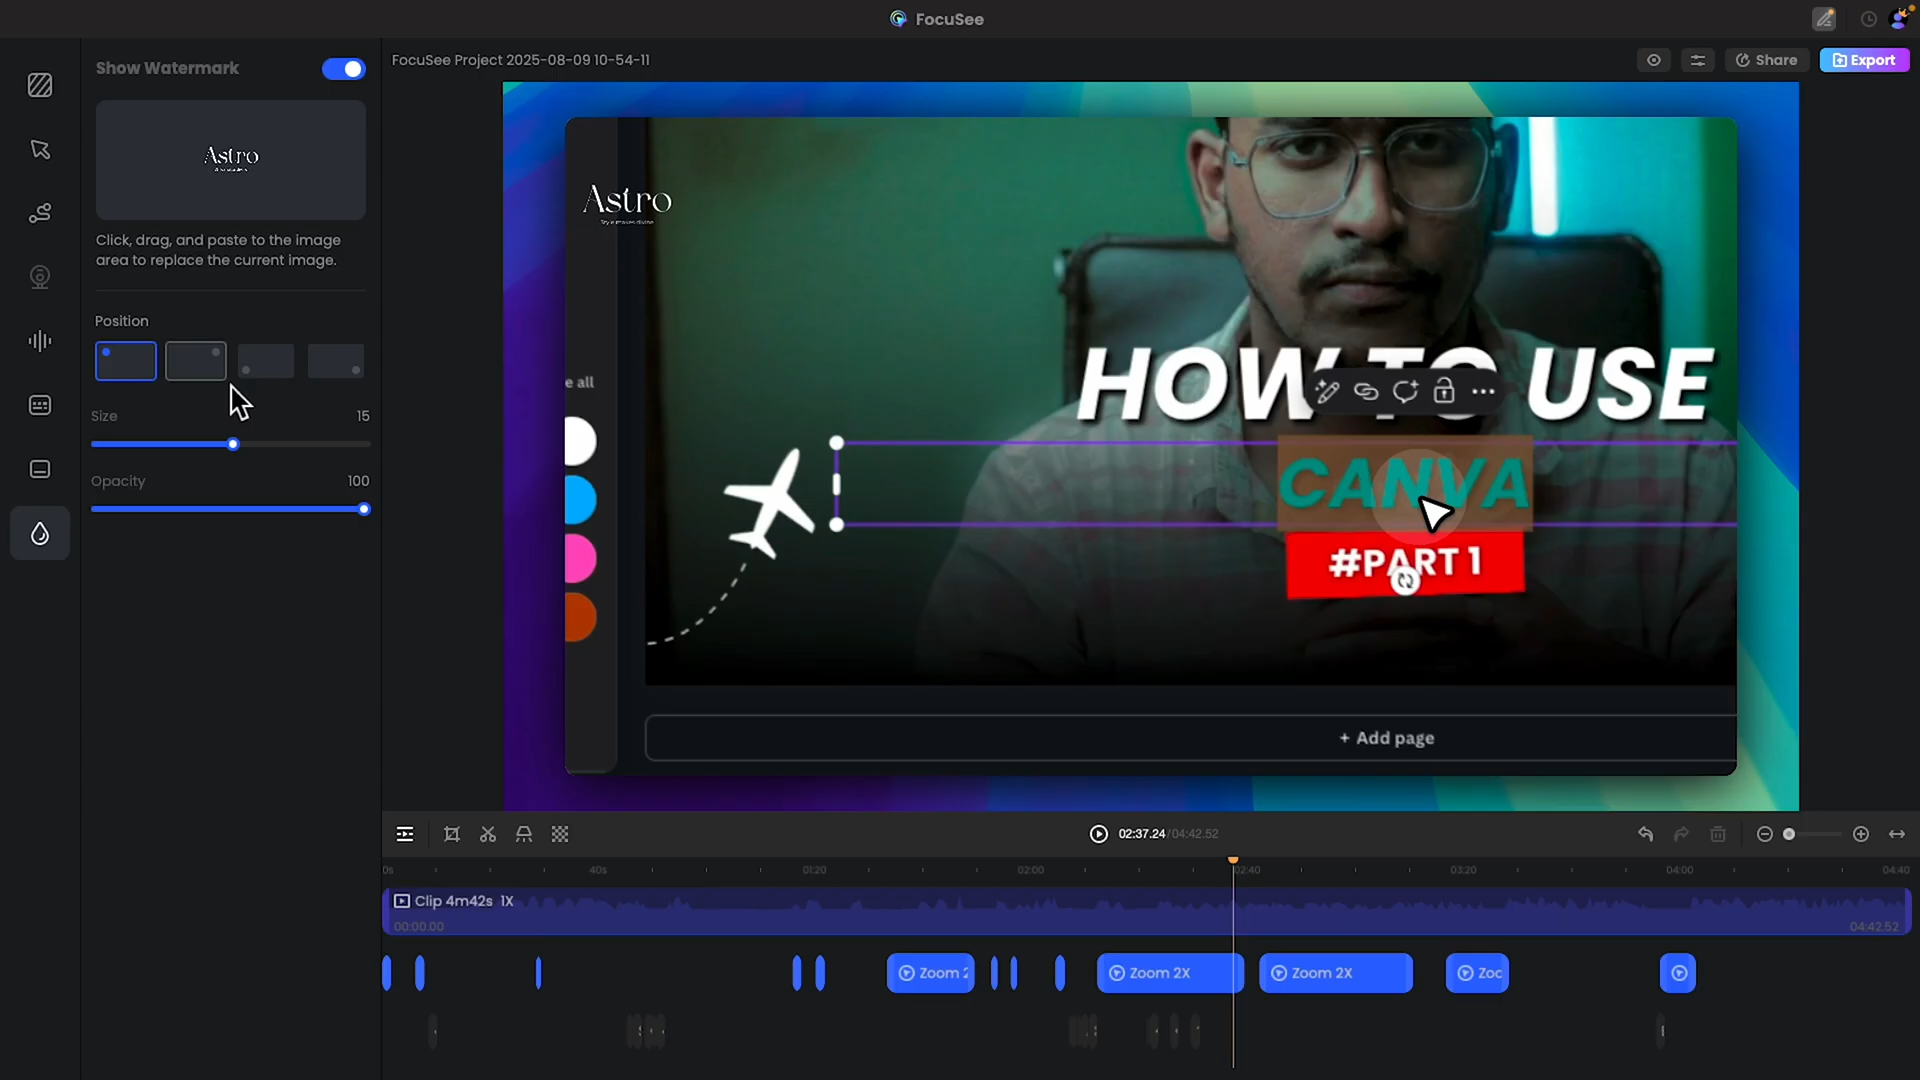 FocuSee
Show Watermark
FocuSee Project 2025-08-09 10-54-11
Share
Export
Astro
Click, drag, and paste to the image
area to replace the current image.
Position
Size
15
Opacity
100
Astro
Style makes divine
e all
HOW TO USE
CANVA
#PART 1
+ Add page
02:37.24/04:42.52
0s
40s
01:20
02:00
02:40
03:20
04:00
04:40
Clip 4m42s 1X
00:00.00
04:42.52
Zoom 2
Zoom 2X
Zoom 2X
Zoc